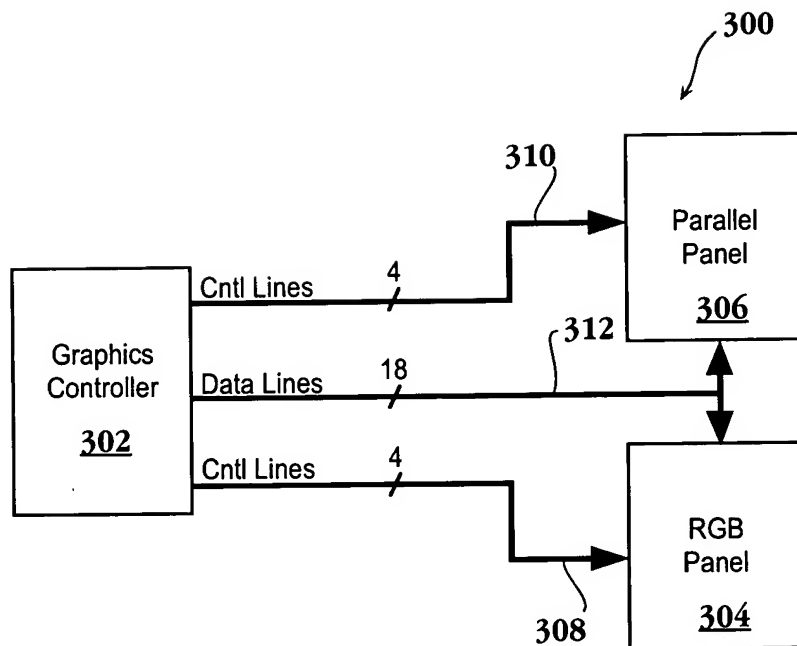 300
310
Parallel
Panel
306
4
Cntl Lines
Graphics
Controller
302
18
Data Lines
312
4
Cntl Lines
RGB
Panel
304
308